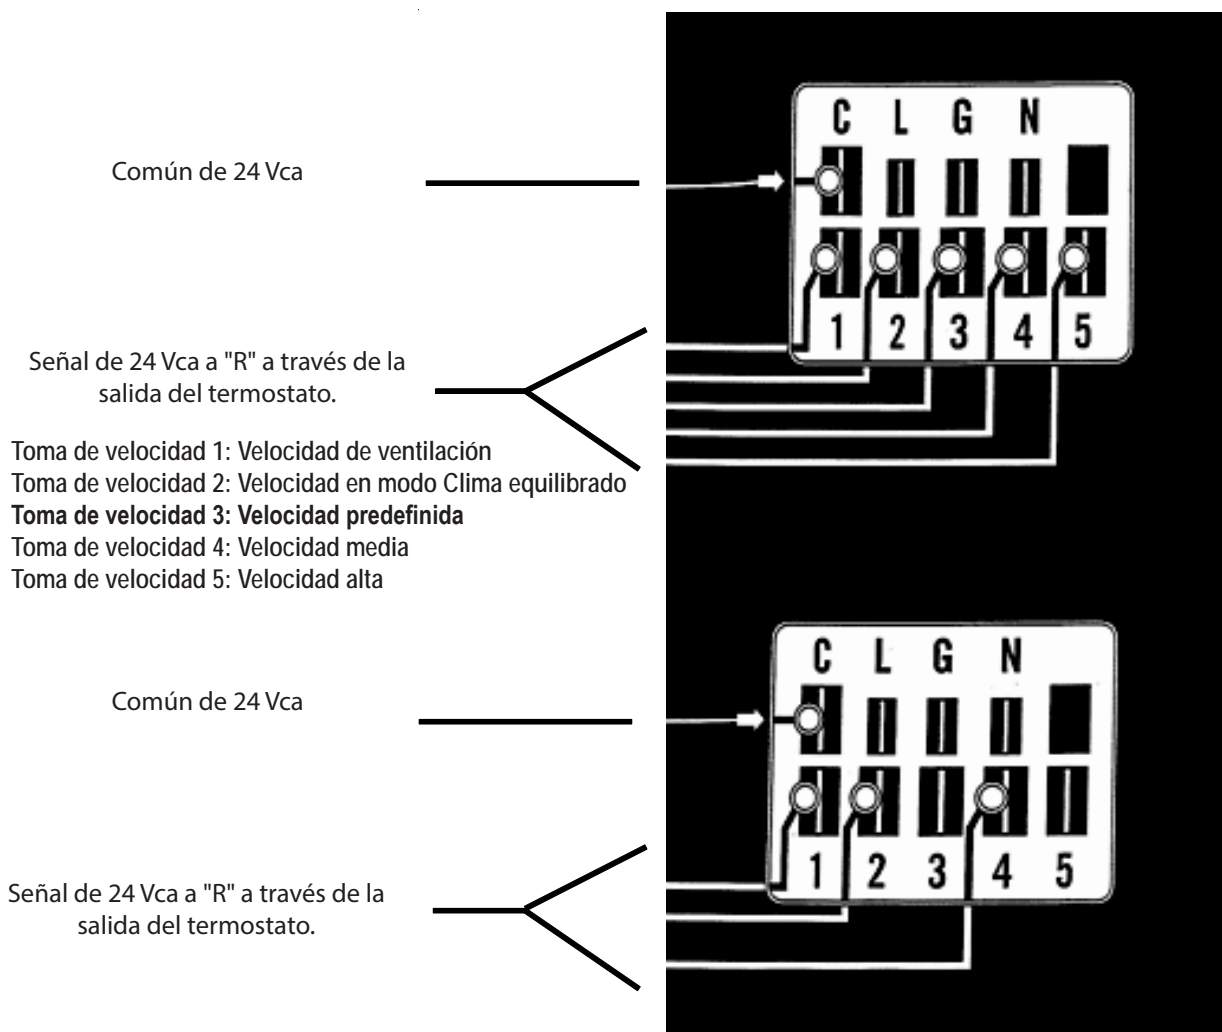 C L G N
Común de 24 Vca
1 2 3 4 5
Señal de 24 Vca a "R" a través de la
salida del termostato.
Toma de velocidad 1: Velocidad de ventilación
Toma de velocidad 2: Velocidad en modo Clima equilibrado
Toma de velocidad 3: Velocidad predefinida
Toma de velocidad 4: Velocidad media
Toma de velocidad 5: Velocidad alta
C L G N
Común de 24 Vca
1 2 3 4 5
Señal de 24 Vca a "R" a través de la
salida del termostato.